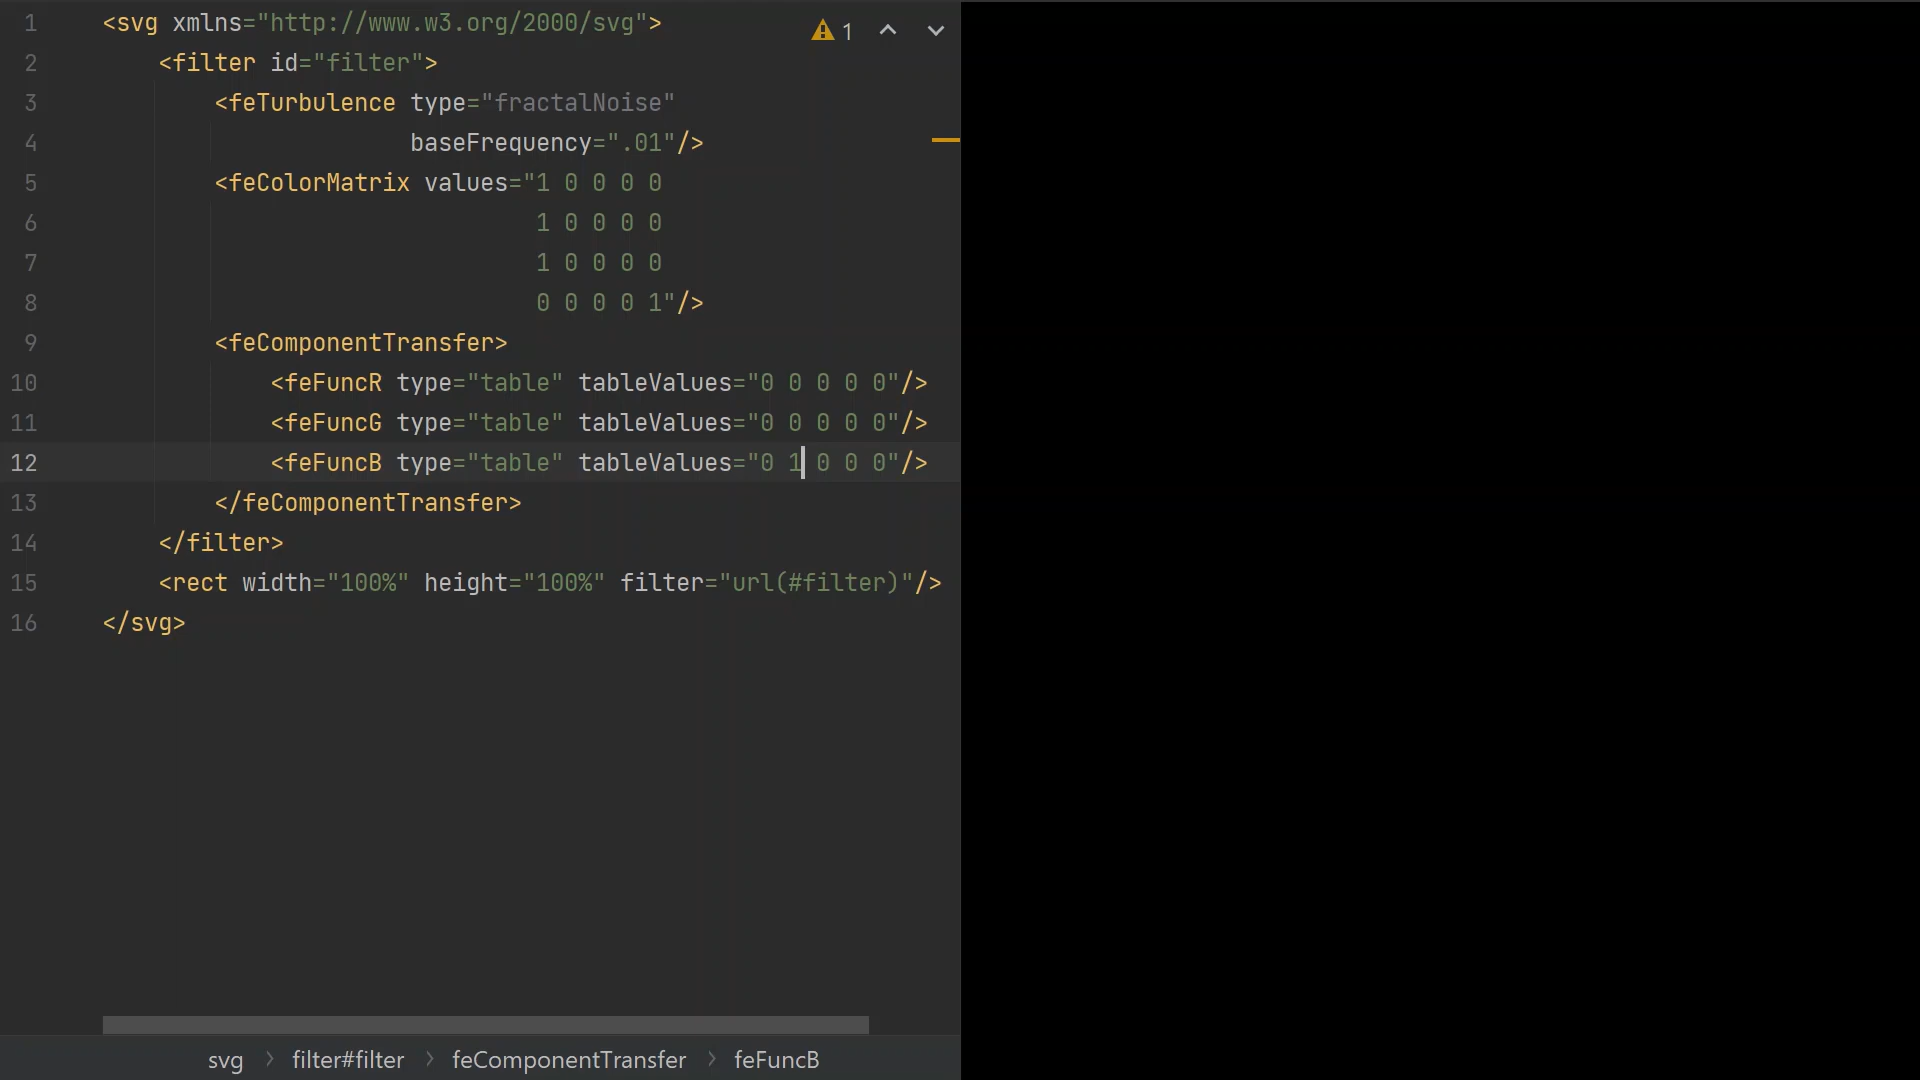 1 <svg xmlns="http://www.w3.org/2000/svg">
1
2 <filter id="filter">
3 <feTurbulence type="fractalNoise"
4 baseFrequency=".01"/>
5 <feColorMatrix values="1 0 0 0 0
6 1 0 0 0 0
7 1 0 0 0 0
8 0 0 0 0 1"/>
9 <feComponentTransfer>
10 <feFuncR type="table" tableValues="0 0 0 0 0"/>
11 <feFuncG type="table" tableValues="0 0 0 0 0"/>
12 <feFuncB type="table" tableValues="0 1 0 0 0"/>
13 </feComponentTransfer>
14 </filter>
15 <rect width="100%" height="100%" filter="url(#filter)"/>
16 </svg>
svg > filter#filter > feComponentTransfer > feFuncB